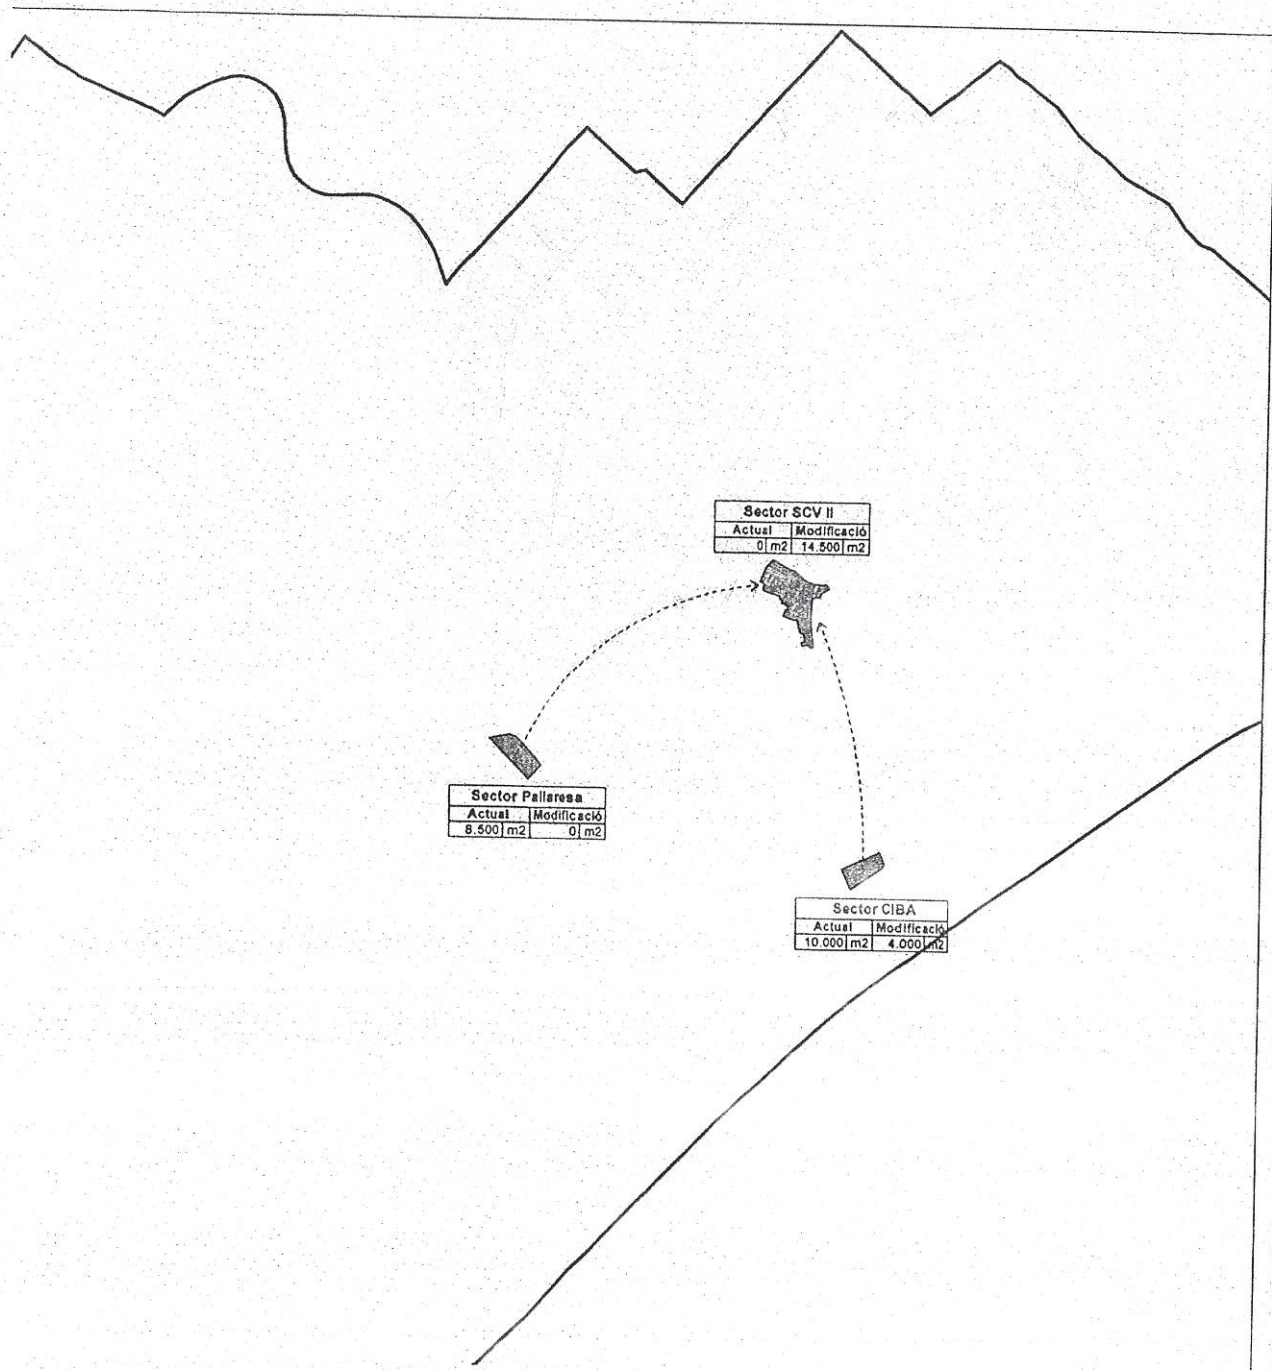 Sector SCV II
Actual Modificació
0 m2 14.500 m2
Sector Pallaresa
Actual Modificació
8.500 m2 0 m2
Sector CIBA
Actual Modificació
10.000 m2 4.000 m2